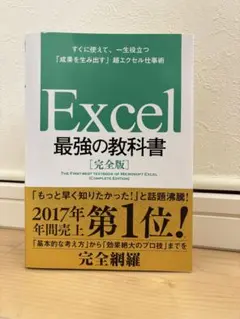 すぐに使えて、一生役立つ
「成果を生み出す」超エクセル仕事術
Excel
最強の教科書
[完全版]
THE VERY BEST TEXTBOOK OF MICROSOFT EXCEL
[COMPLETE EDITION]
「もっと早く知りたかった!」と話題沸騰!
2017年
年間売上
第1位!
「基本的な考え方」から「効果絶大のプロ技」までを
完全網羅